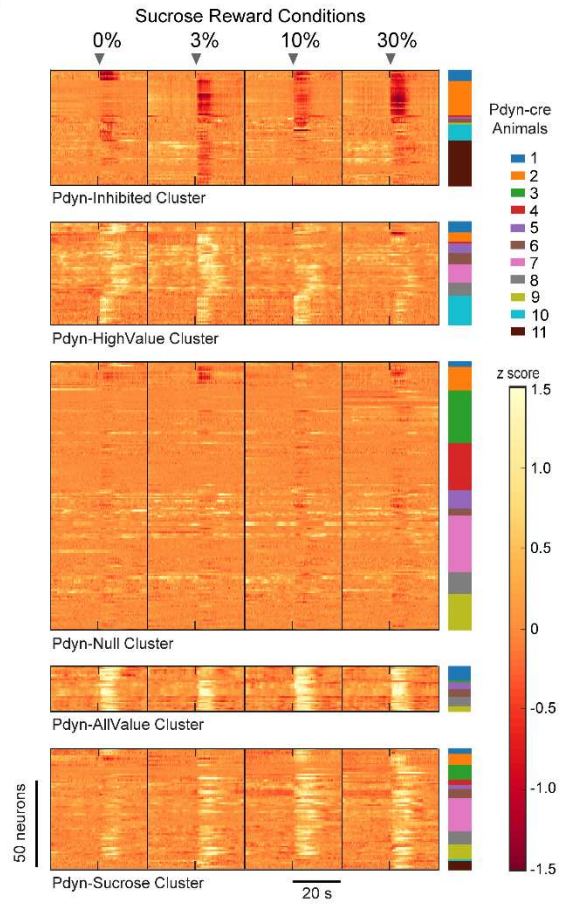 Sucrose Reward Conditions
0% 3% 10% 30%
Pdyn-Inhibited Cluster
Pdyn-HighValue Cluster
Pdyn-Null Cluster
Pdyn-AllValue Cluster
50 neurons
Pdyn-Sucrose Cluster
20 s
Pdyn-cre
Animals
1
2
3
4
5
6
7
8
9
10
11
z score
1.5
1.0
0.5
0
-0.5
-1.0
-1.5